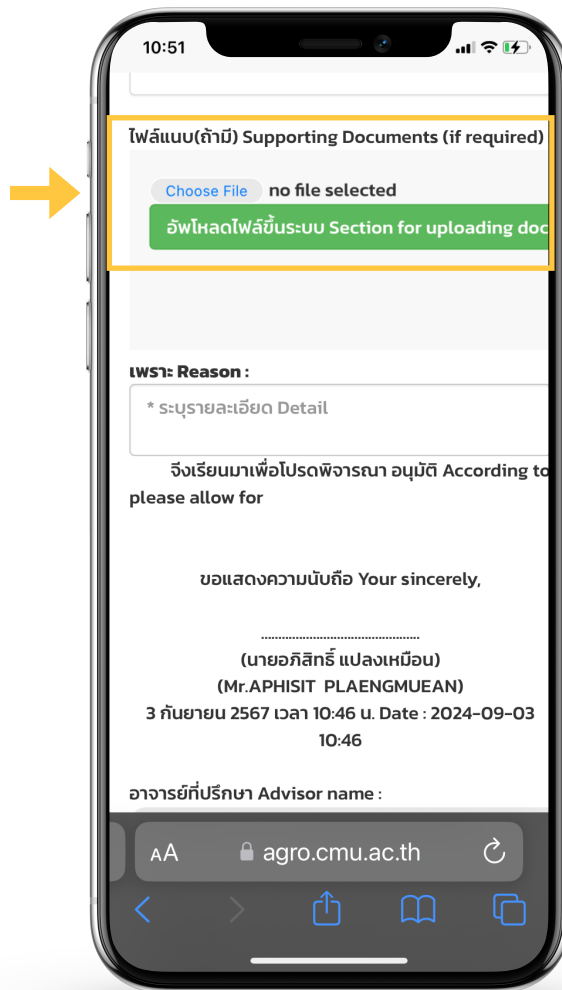 10:51
ไฟล์แนบ(ถ้ามี) Supporting Documents (if required)
Choose File no file selected
อัพโหลดไฟล์ขึ้นระบบ Section for uploading doc
เพราะ Reason :
* ระบุรายละเอียด Detail
จึงเรียนมาเพื่อโปรดพิจารณา อนุมัติ According to
please allow for
ขอแสดงความนับถือ Your sincerely,
..............................................
(นายอภิสิทธิ์ แปลงเหมือน)
(Mr.APHISIT PLAENGMUEAN)
3 กันยายน 2567 เวลา 10:46 น. Date : 2024-09-03
10:46
อาจารย์ที่ปรึกษา Advisor name :
AA agro.cmu.ac.th